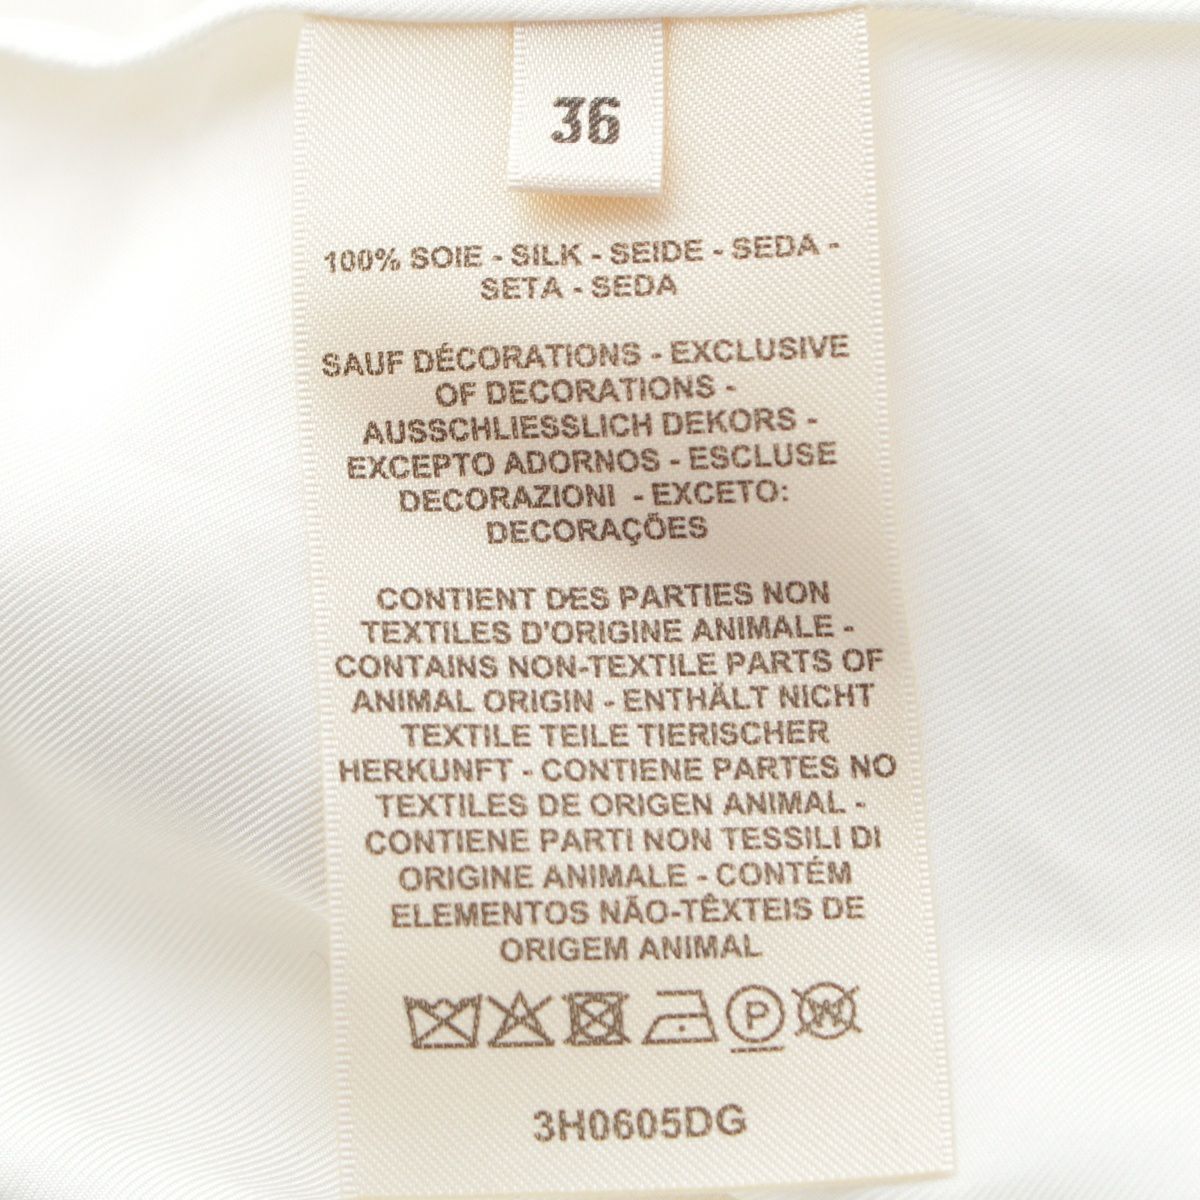 36
100% SOIE - SILK - SEIDE - SEDA -
SETA - SEDA
SAUF DÉCORATIONS - EXCLUSIVE
OF DECORATIONS -
AUSSCHLIESSLICH DEKORS -
EXCEPTO ADORNOS - ESCLUSE
DECORAZIONI - EXCETO:
DECORAÇÕES
CONTIENT DES PARTIES NON
TEXTILES D'ORIGINE ANIMALE -
CONTAINS NON-TEXTILE PARTS OF
ANIMAL ORIGIN - ENTHÄLT NICHT
TEXTILE TEILE TIERISCHER
HERKUNFT - CONTIENE PARTES NO
TEXTILES DE ORIGEN ANIMAL -
CONTIENE PARTI NON TESSILI DI
ORIGINE ANIMALE - CONTÉM
ELEMENTOS NÃO-TÊXTEIS DE
ORIGEM ANIMAL
P W
3H0605DG